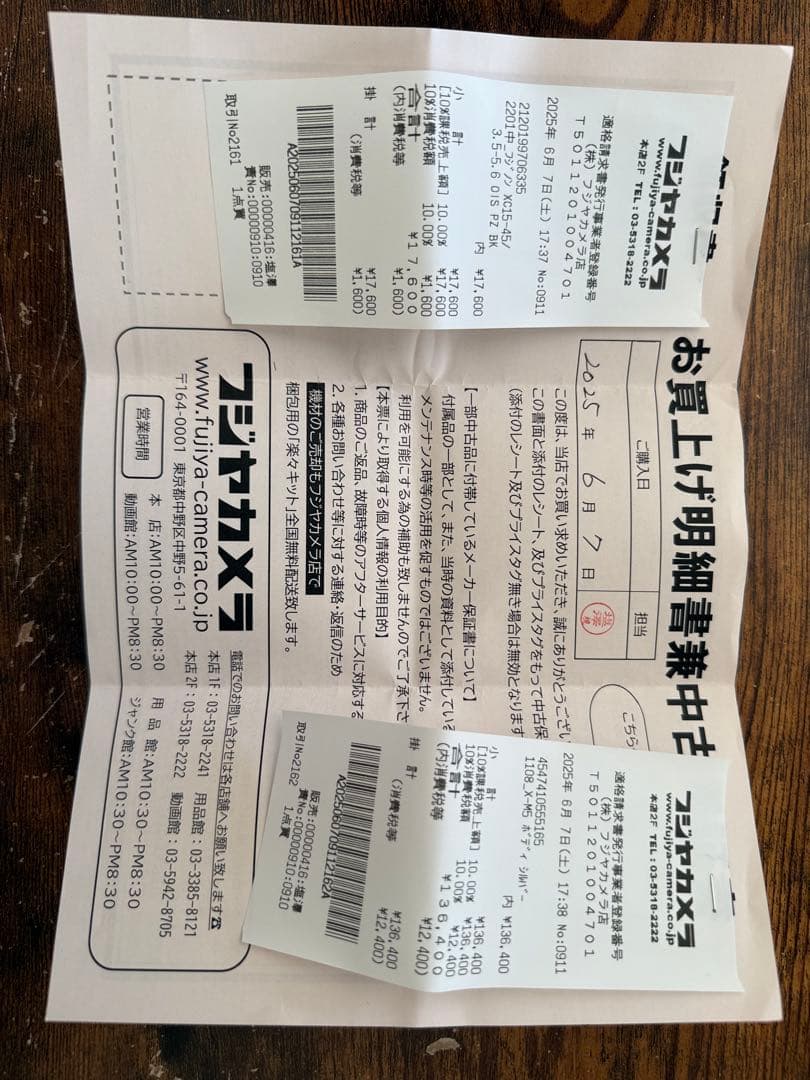 お買上げ明細書兼中古
ご購入日
担当
2025年 6月 7日
塩澤
こちら
この度は、当店でお買い求めいただき、誠にありがとうござい
この書面と添付のレシート、及びプライスタグをもって中古保
(添付のレシート及びプライスタグ無き場合は無効となります
【一部中古品に付帯しているメーカー保証書について】
付属品の一部として、また、当時の資料として添付している
メンテナンス時等の活用を促すものではございません。
利用を可能にする為の補助も致しませんのでご了承下さ
【本票により取得する個人情報の利用目的】
1. 商品のご返品、故障時等のアフターサービスに対応する
2. 各種お問い合わせ等に対する連絡・返信のため
機材のご売却もフジヤカメラ店で
梱包用の「楽々キット」全国無料配送致します。
フジヤカメラ
www.fujiya-camera.co.jp
〒164-0001 東京都中野区中野5-61-1
電話でのお問い合わせは各店舗へお願い致します☎
本店1F:03-5318-2241 用品館:03-3385-8121
本店2F:03-5318-2222 動画館:03-5942-8705
営業時間
本 店:AM10:00~PM8:30 用 品 館:AM10:30~PM8:30
動画館:AM10:00~PM8:30 ジャンク館:AM10:30~PM8:30
フジヤカメラ
www.fujiya-camera.co.jp
本店2F TEL:03-5318-2222
適格請求書発行事業者登録番号
(株)フジヤカメラ店
T5011201004701
2025年 6月 7日(土) 17:37 No:0911
2120199706335
2201中_フジノン XC15-45/
3.5-5.6 OIS PZ BK
内 ¥17,600
小 計 ¥17,600
[10%課税売上額] 10.00% ¥17,600
10%消費税額 10.00% ¥1,600
合計 ¥17,600
(内消費税等 ¥1,600)
掛 計 ¥17,600
(消費税等 ¥1,600)
A2025060709112161A
販売:00000416:塩澤
責No:00000910:0910
取引No2161 1点買
フジヤカメラ
www.fujiya-camera.co.jp
本店2F TEL:03-5318-2222
適格請求書発行事業者登録番号
(株)フジヤカメラ店
T5011201004701
2025年 6月 7日(土) 17:38 No:0911
4547410555165
1108_X-M5 ボディ シルバー
内 ¥136,400
小 計 ¥136,400
[10%課税売上額] 10.00% ¥136,400
10%消費税額 10.00% ¥12,400
合計 ¥136,400
(内消費税等 ¥12,400)
掛 計 ¥136,400
(消費税等 ¥12,400)
A2025060709112162A
販売:00000416:塩澤
責No:00000910:0910
取引No2162 1点買